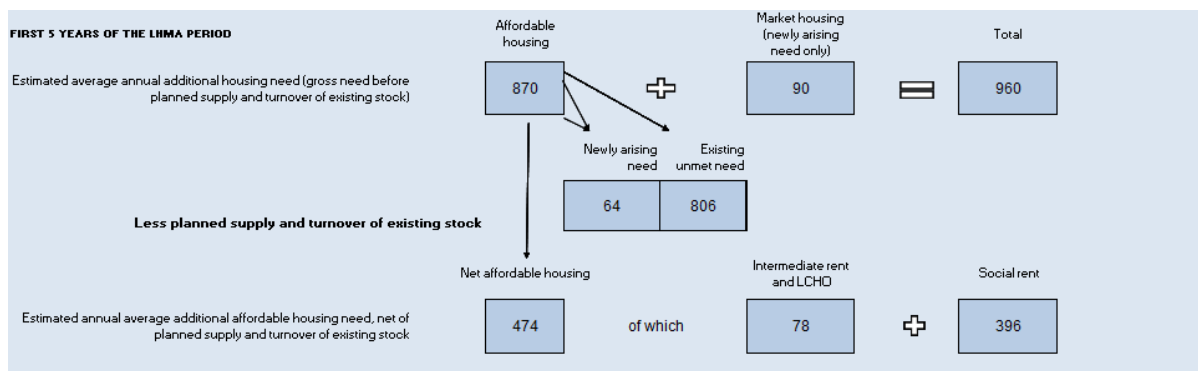 FIRST 5 YEARS OF THE LHMA PERIOD
Affordable
housing
Market housing
(newly arising
need only)
Total
Estimated average annual additional housing need (gross need before
planned supply and turnover of existing stock)
870
90
960
Newly arising
need
Existing
unmet need
64
806
Less planned supply and turnover of existing stock
Net affordable housing
Intermediate rent
and LCHO
Social rent
Estimated annual average additional affordable housing need, net of
planned supply and turnover of existing stock
474
of which
78
396